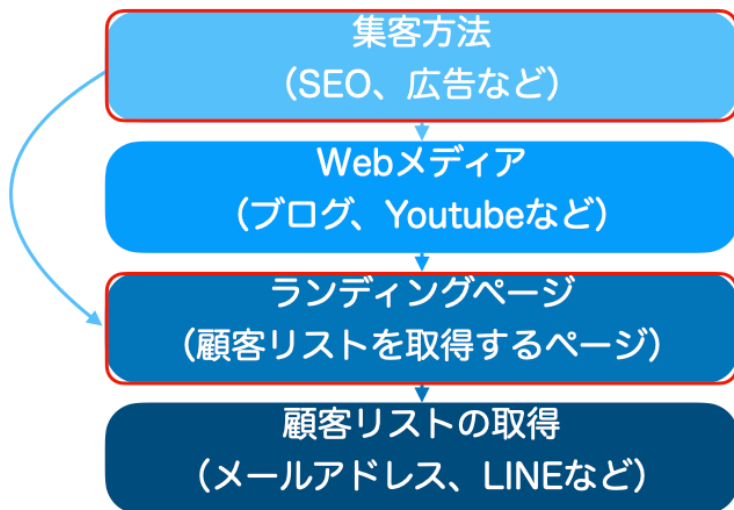 集客方法
（SEO、広告など）
Webメディア
（ブログ、Youtubeなど）
ランディングページ
（顧客リストを取得するページ）
顧客リストの取得
（メールアドレス、LINEなど）